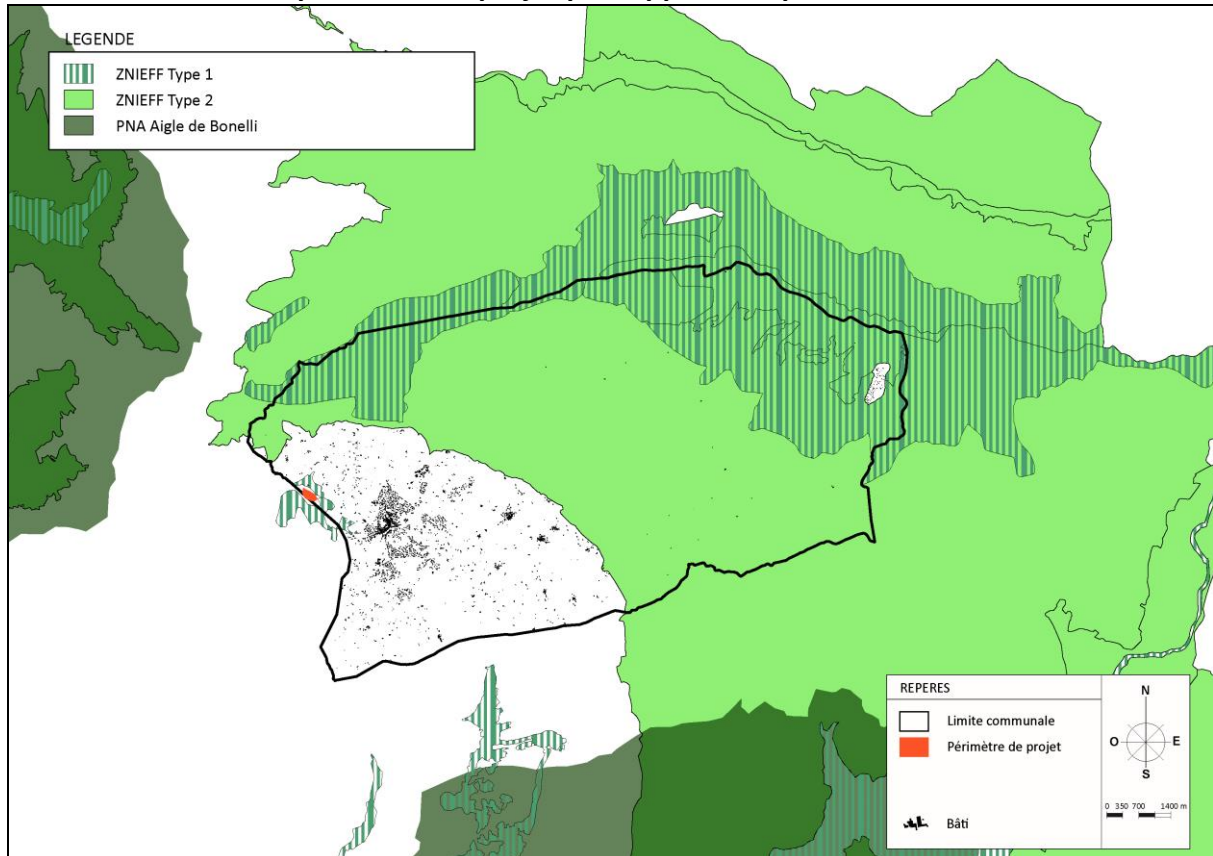 LEGENDE
ZNIEFF Type 1
ZNIEFF Type 2
PNA Aigle de Bonelli
REPERES
Limite communale
Périmètre de projet
Bâti
N
O
E
S
0 350 700 1400 m